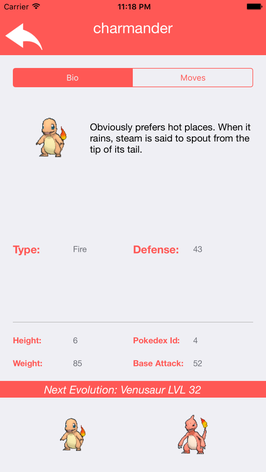 Carrier 11:18 PM
charmander
Bio Moves
Obviously prefers hot places. When it
rains, steam is said to spout from the
tip of its tail.
Type: Fire Defense: 43
Height: 6 Pokedex Id: 4
Weight: 85 Base Attack: 52
Next Evolution: Venusaur LVL 32